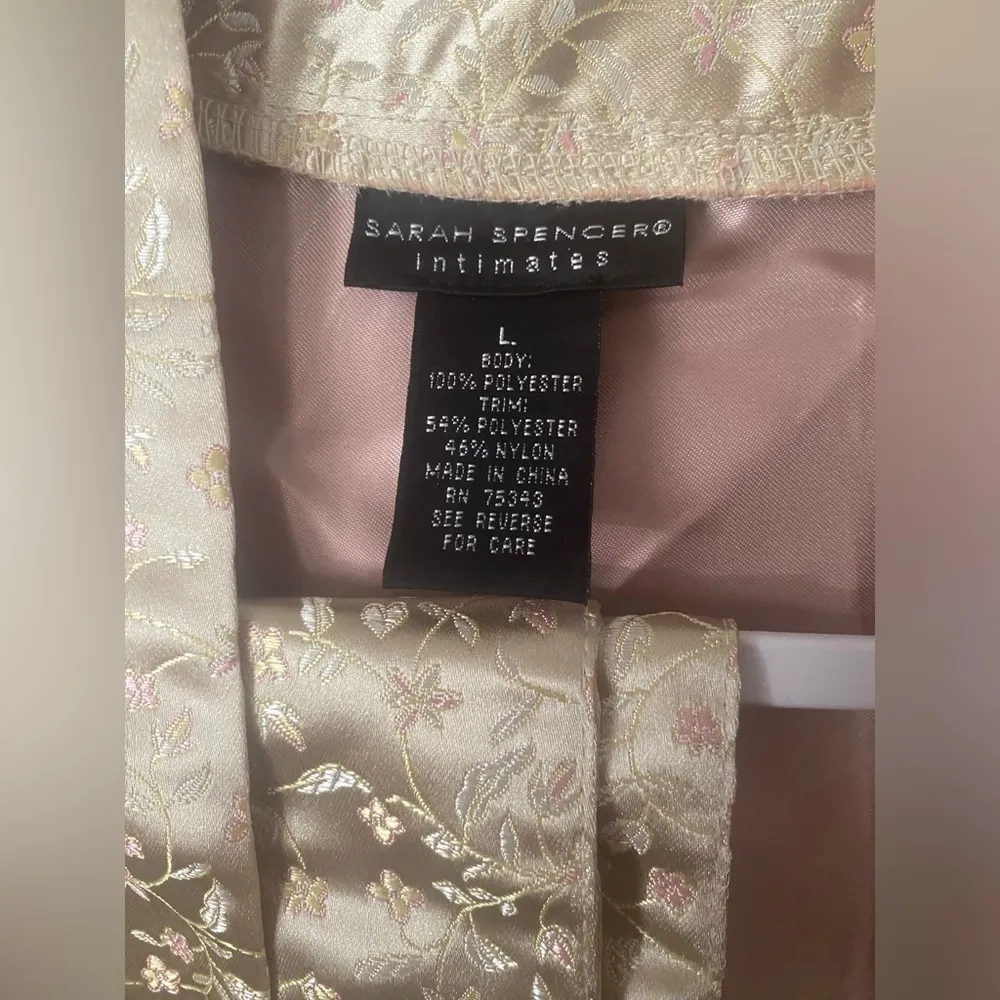 SARAH SPENCER®
intimates
L.
BODY:
100% POLYESTER
TRIM:
54% POLYESTER
46% NYLON
MADE IN CHINA
RN 75343
SEE REVERSE
FOR CARE